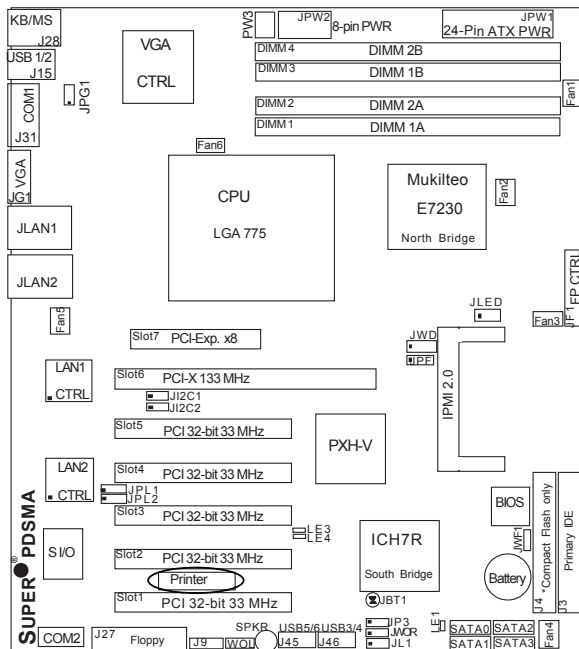 KB/MS
J28
USB 1/2
J15
JPG1
COM1
J31
VGA
JG1
JLAN1
JLAN2
Fan5
VGA
CTRL
PW3
JPW2
8-pin PWR
JPW1
24-Pin ATX PWR
DIMM 4 DIMM 2B
DIMM 3 DIMM 1B
DIMM 2 DIMM 2A
DIMM 1 DIMM 1A
Fan1
Fan6
CPU
LGA 775
Mukilteo
E7230
North Bridge
Fan2
JLED
Fan3
JF1
FP CTRL
JWD
JPF
IPMI 2.0
Slot7 PCI-Exp. x8
LAN1
CTRL
Slot6 PCI-X 133 MHz
JI2C1
JI2C2
Slot5
PCI 32-bit 33 MHz
PXH-V
LAN2
CTRL
Slot4
PCI 32-bit 33 MHz
JPL1
JPL2
Slot3
PCI 32-bit 33 MHz
LE3
LE4
BIOS
JWF1
J4 *Compact Flash only
J3 Primary IDE
ICH7R
South Bridge
Battery
S I/O
Slot2
PCI 32-bit 33 MHz
Printer
Slot1
PCI 32-bit 33 MHz
JBT1
SUPER® PDSMA
COM2
J27
Floppy
J9
WOL
SPKR
USB5/6
J45
USB3/4
J46
JP3
JWOR
JL1
LE1
SATA0
SATA1
SATA2
SATA3
Fan4